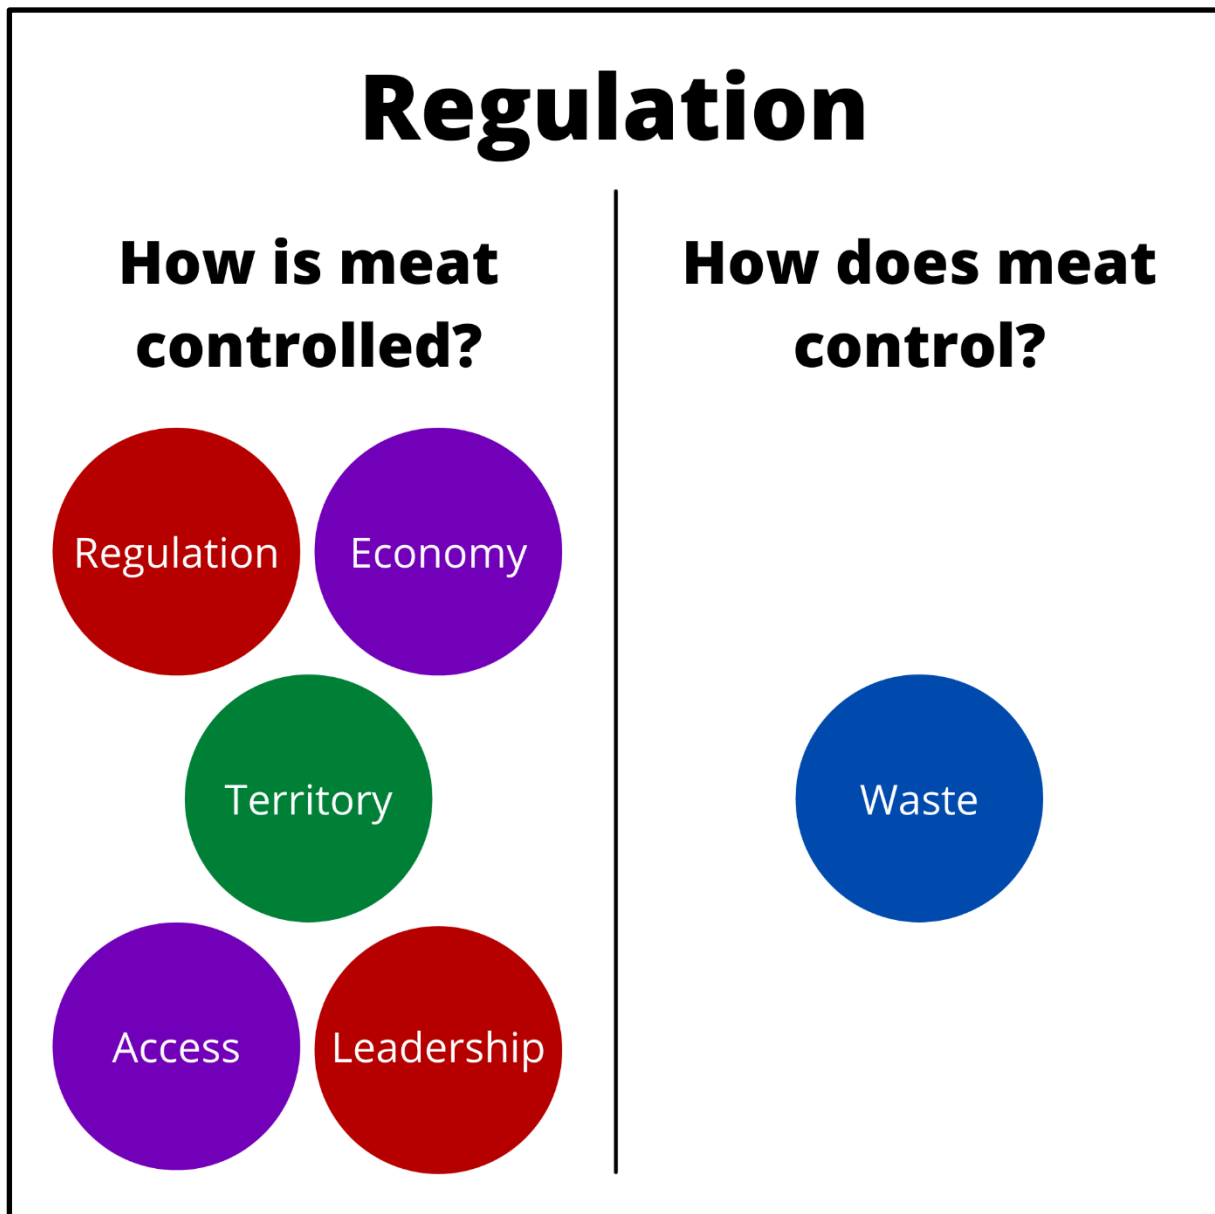 Regulation
How is meat
controlled?
Regulation
Economy
Territory
Access
Leadership
How does meat
control?
Waste